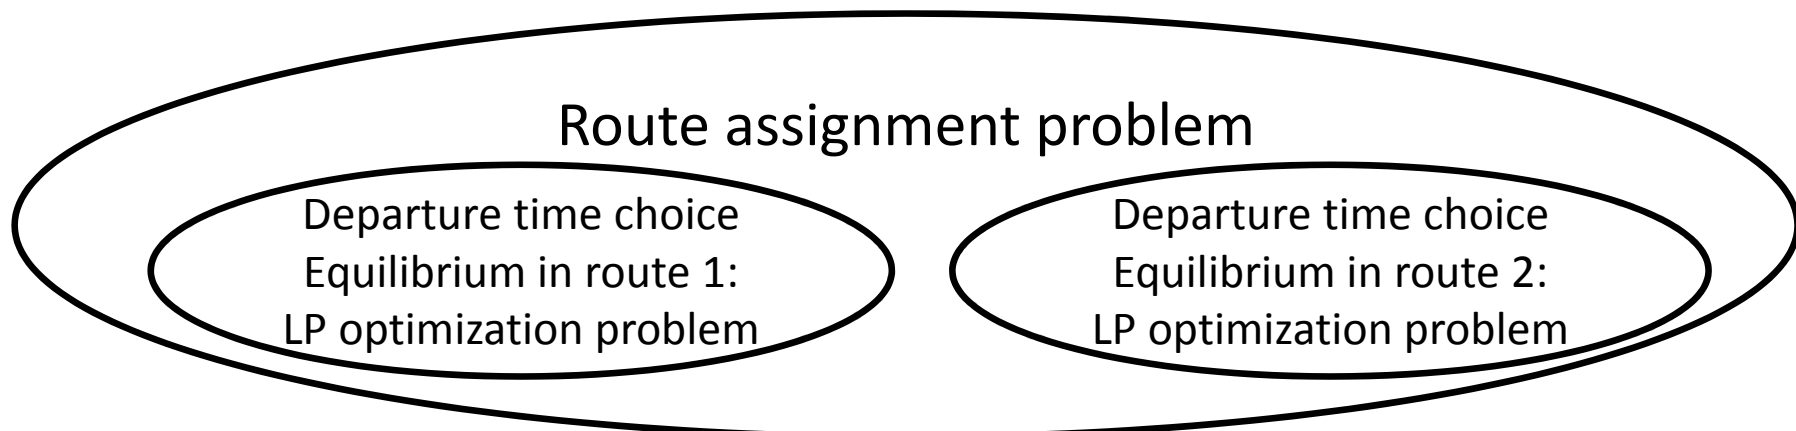 Route assignment problem
Departure time choice
Equilibrium in route 1:
LP optimization problem
Departure time choice
Equilibrium in route 2:
LP optimization problem